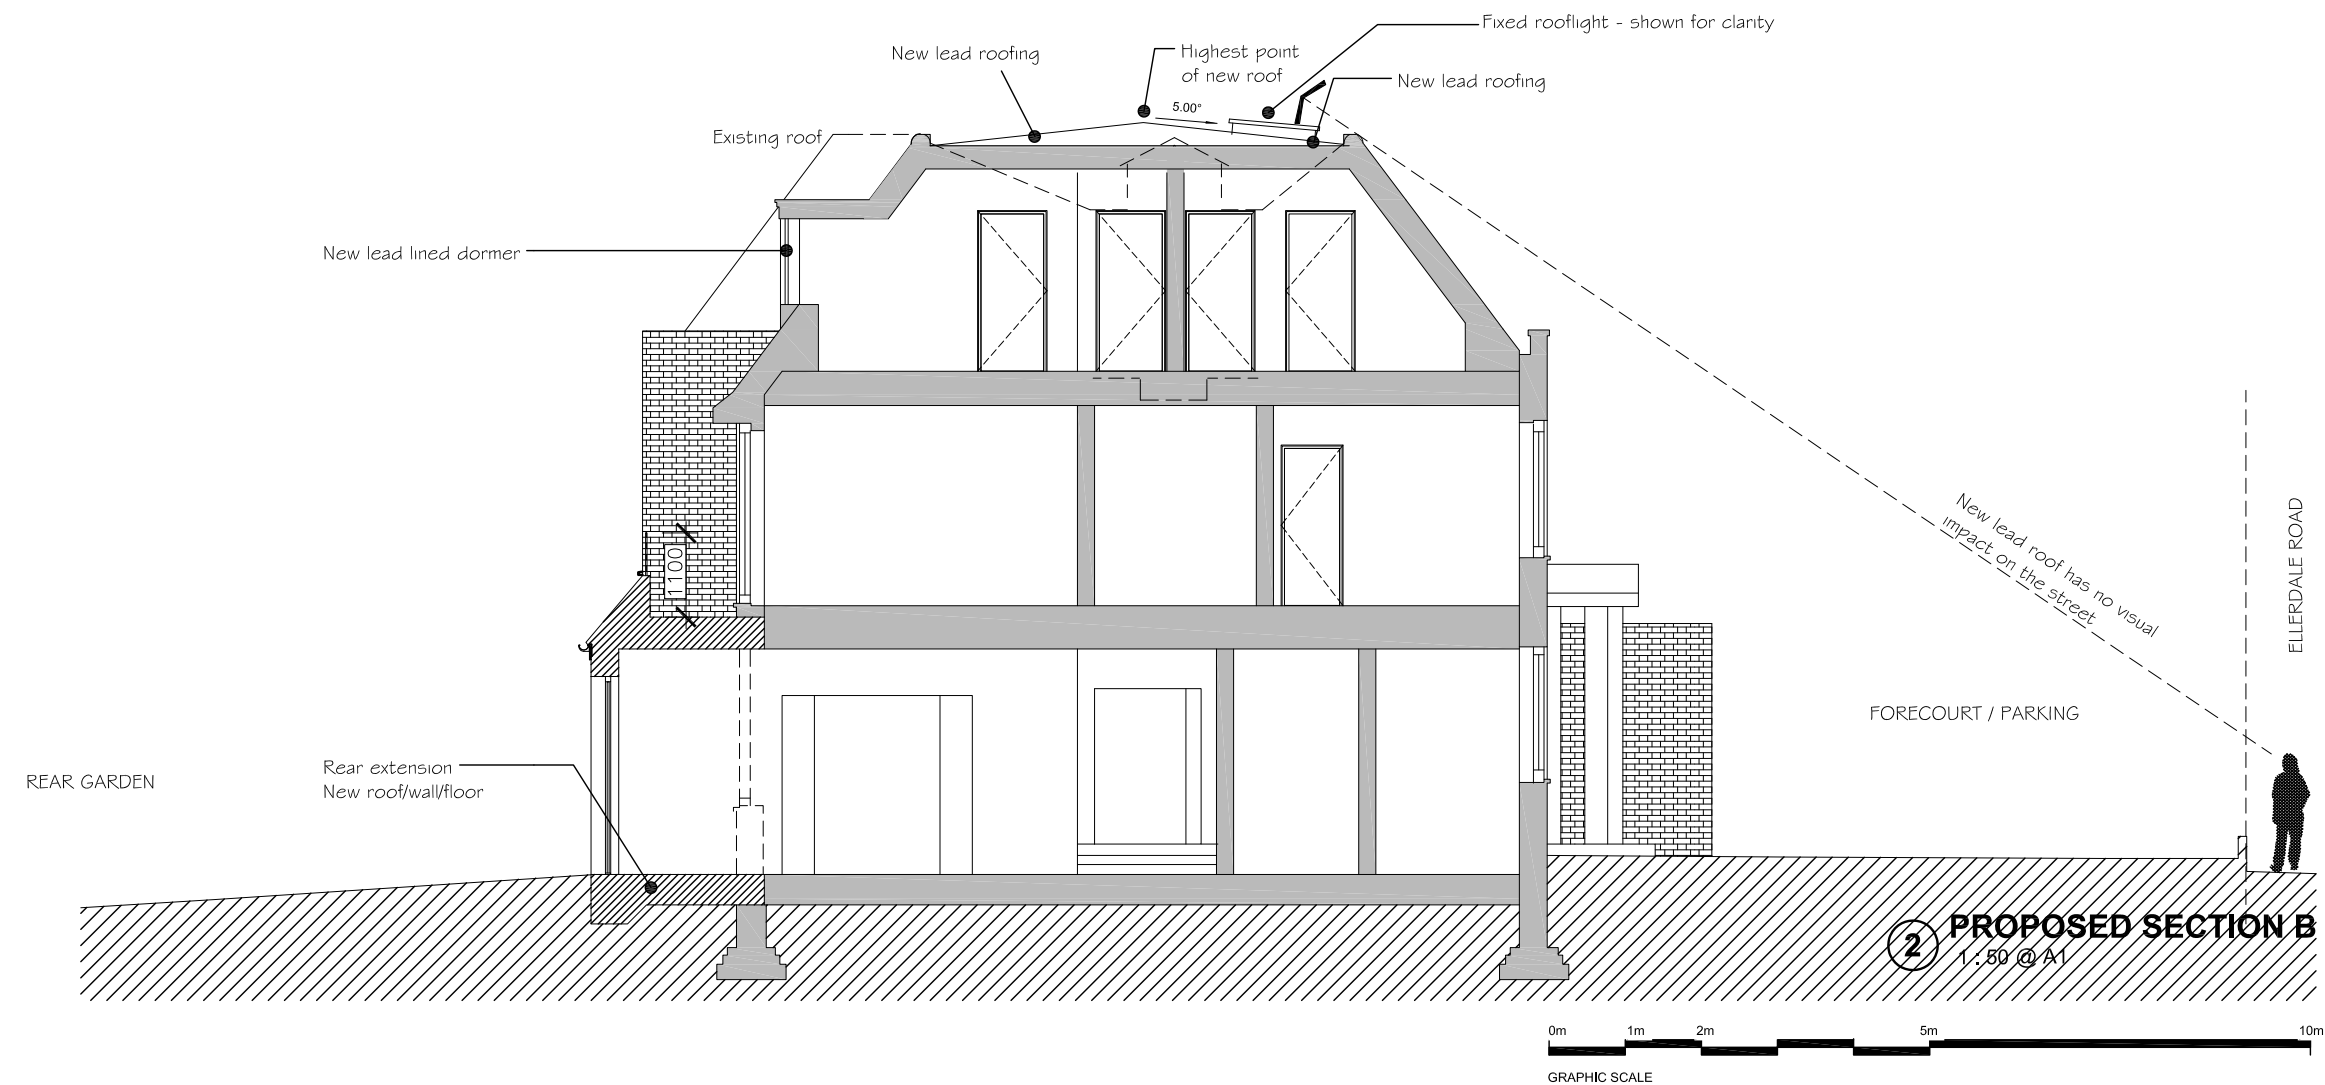 Fixed rooflight - shown for clarity
New lead roofing
Highest point
of new roof
New lead roofing
5.00°
Existing roof
New lead lined dormer
New lead roof has no visual
impact on the street
ELLERDALE ROAD
1100
FORECOURT / PARKING
REAR GARDEN
Rear extension
New roof/wall/floor
2
PROPOSED SECTION B
1 : 50 @ A1
0m 1m 2m 5m 10m
GRAPHIC SCALE